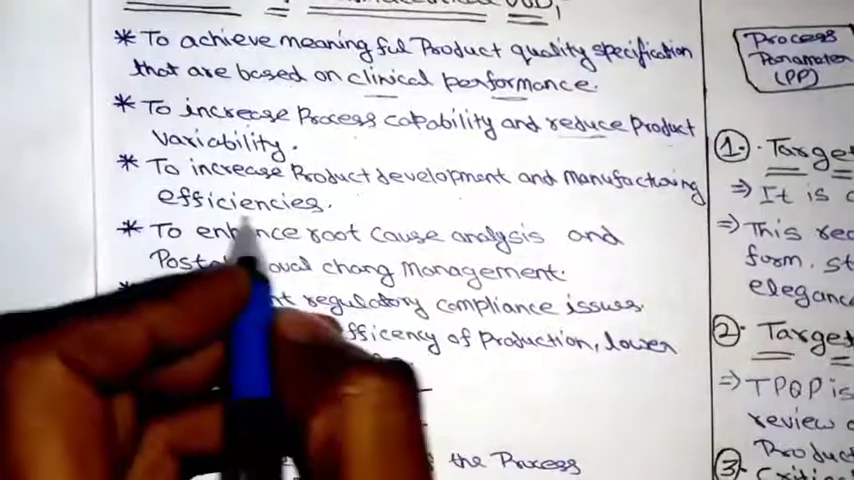 * To achieve meaningful Product quality specification
that are based on clinical performance.
* To increase Process capability and reduce Product
variability.
* To increase Product development and manufacturing
efficiencies.
* To enhance root cause analysis and
chang management.
regulatory compliance issues.
efficency of Production, lower
the Process
Process
Parameter
(PP)
1. Target
⇒ It is
⇒ This
form. 
elegance
2. Target
⇒ TPQP is
review
Product
3.